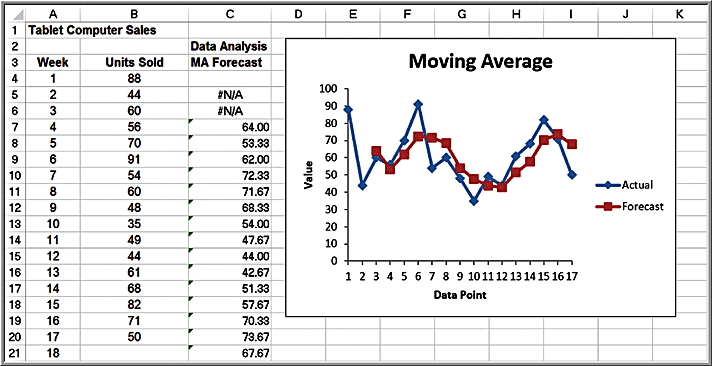 A B C D E F G H I J K
1 Tablet Computer Sales
2 Data Analysis
3 Week Units Sold MA Forecast
4 1 88
5 2 44 #N/A
6 3 60 #N/A
7 4 56 64.00
8 5 70 53.33
9 6 91 62.00
10 7 54 72.33
11 8 60 71.67
12 9 48 68.33
13 10 35 54.00
14 11 49 47.67
15 12 44 44.00
16 13 61 42.67
17 14 68 51.33
18 15 82 57.67
19 16 71 70.33
20 17 50 73.67
21 18 67.67
Moving Average
Value
100
90
80
70
60
50
40
30
20
10
0
1 2 3 4 5 6 7 8 9 10 11 12 13 14 15 16 17
Data Point
Actual
Forecast